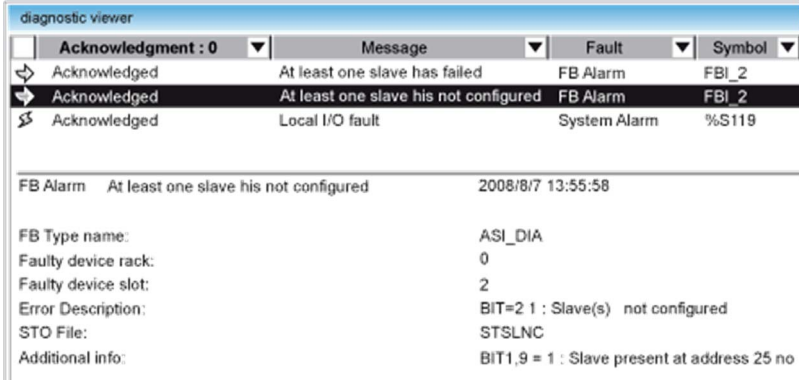 diagnostic viewer
Acknowledgment : 0 Message Fault Symbol
Acknowledged At least one slave has failed FB Alarm FBI_2
Acknowledged At least one slave his not configured FB Alarm FBI_2
Acknowledged Local I/O fault System Alarm %S119
FB Alarm At least one slave his not configured 2008/8/7 13:55:58
FB Type name: ASI_DIA
Faulty device rack: 0
Faulty device slot: 2
Error Description: BIT=2 1 : Slave(s) not configured
STO File: STSLNC
Additional info: BIT1,9 = 1 : Slave present at address 25 no